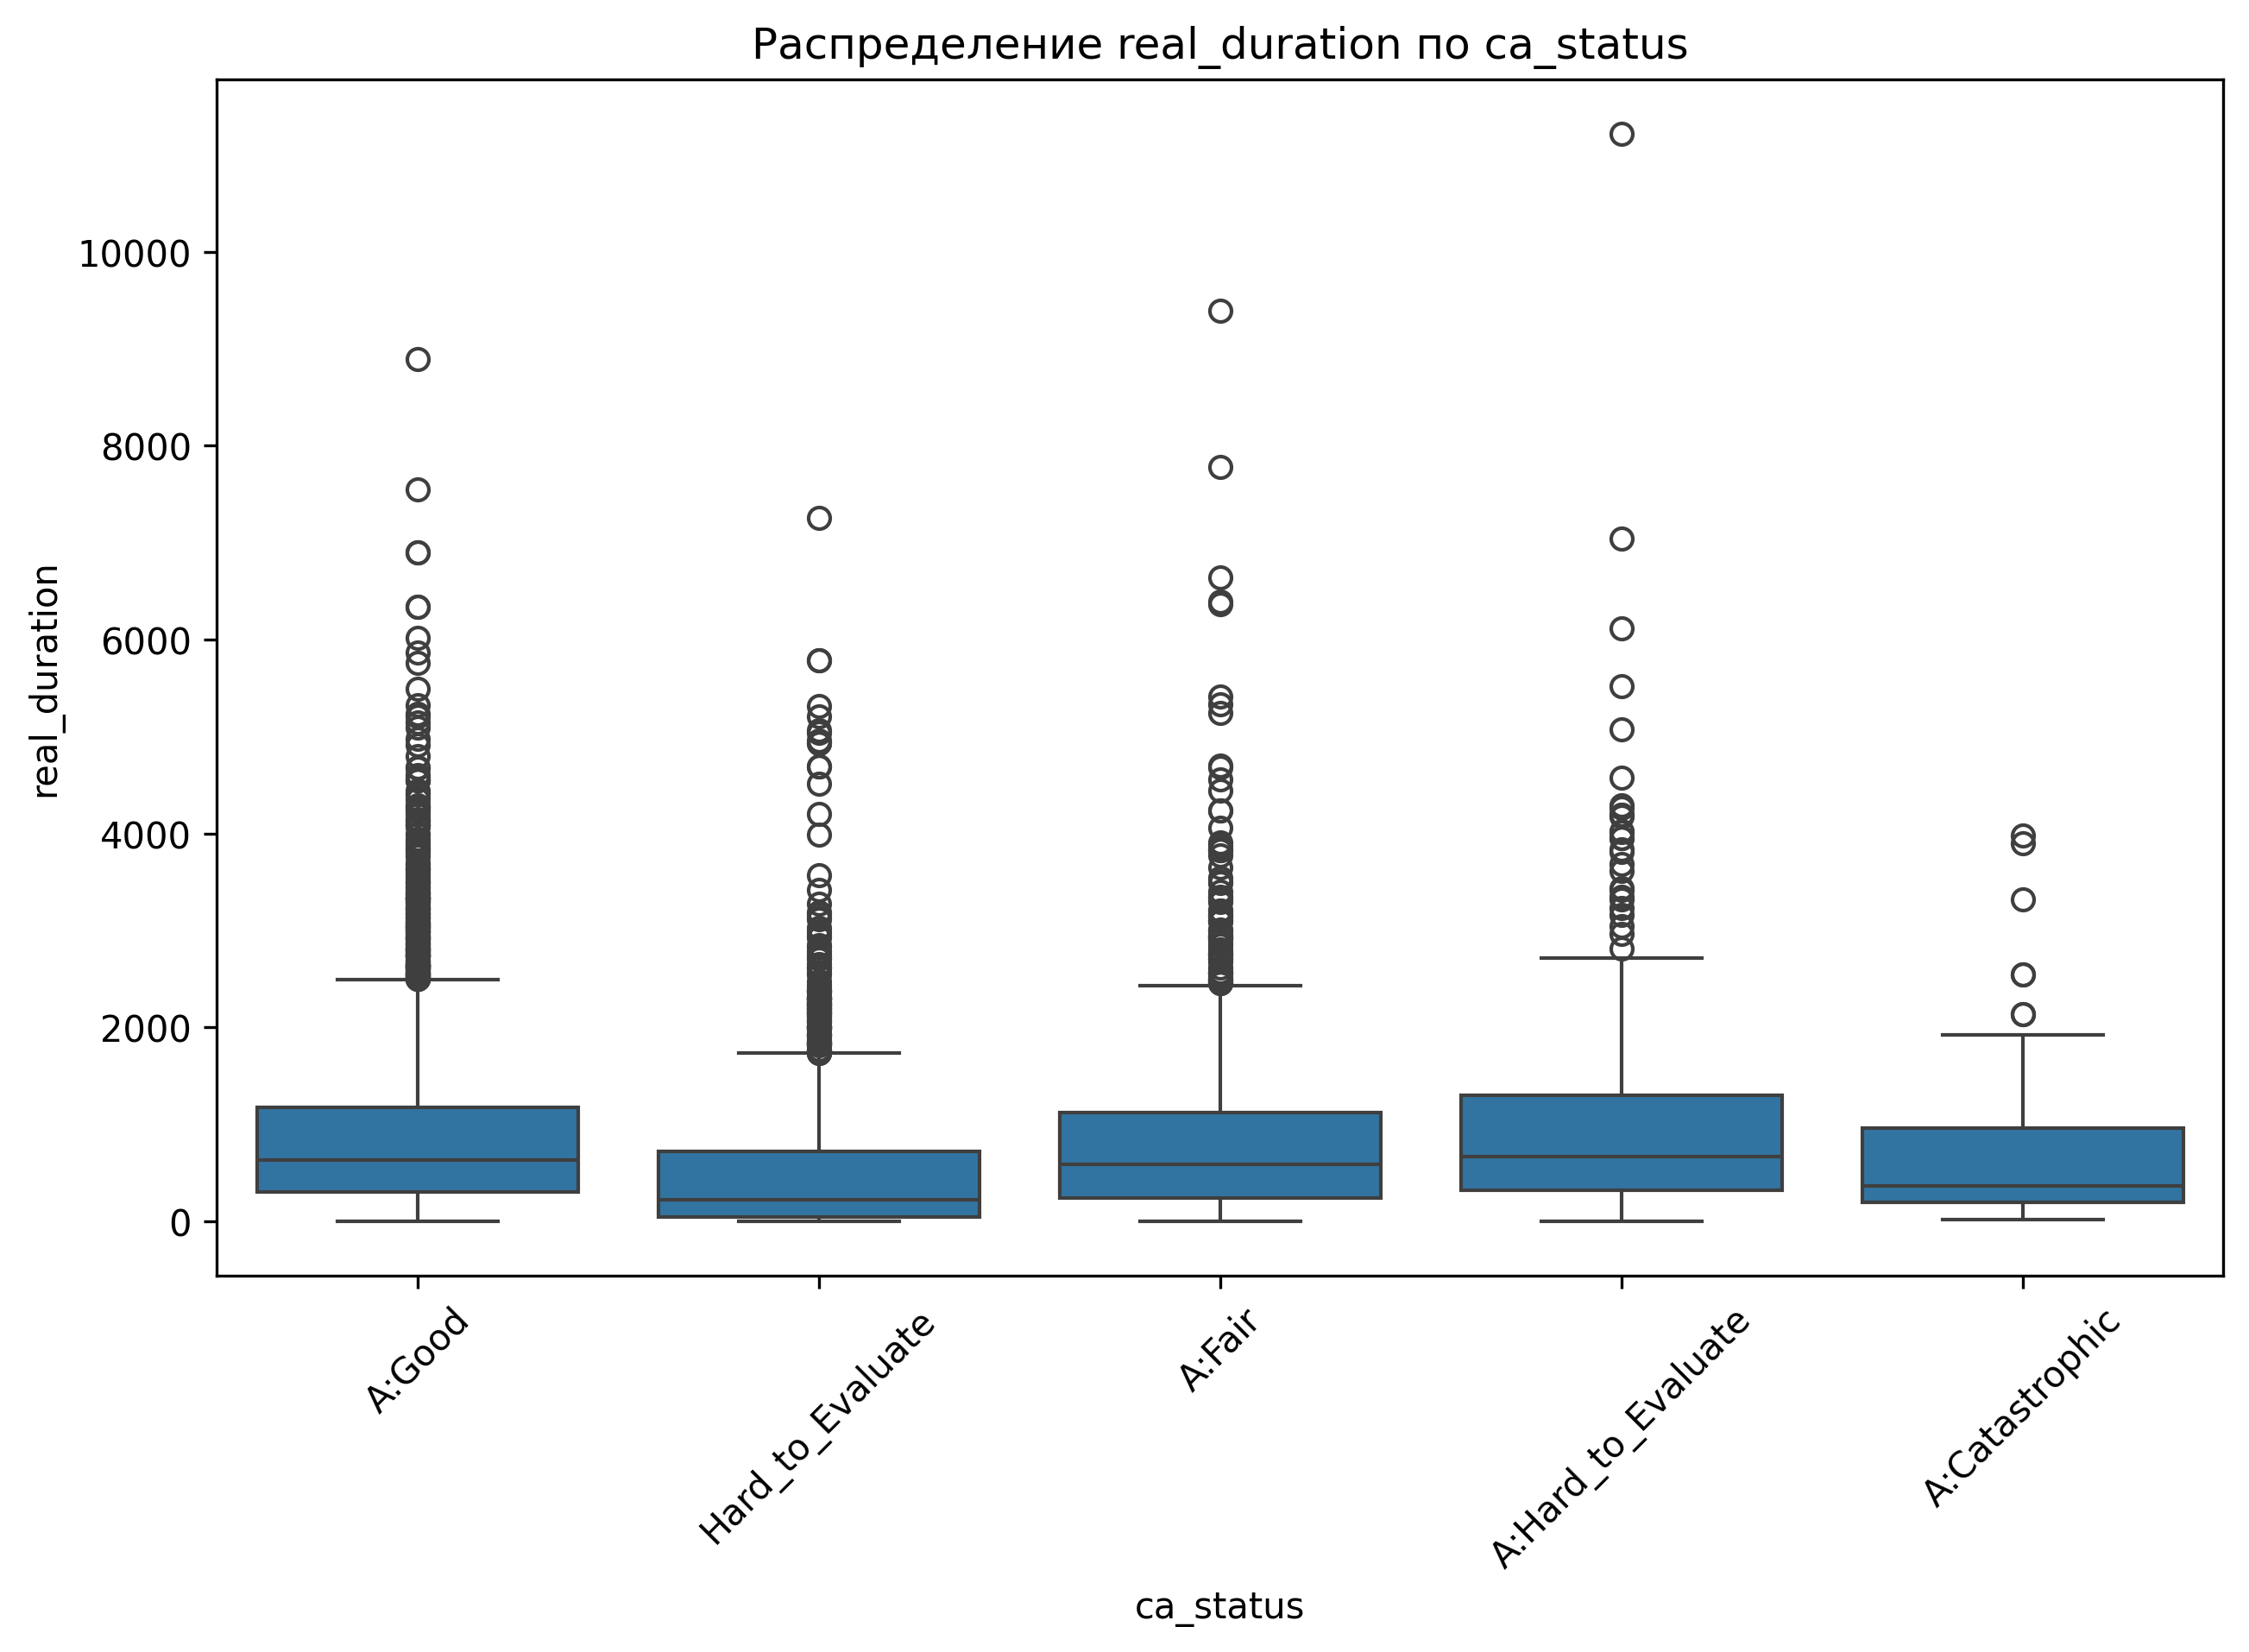 Распределение real_duration по ca_status
real_duration
10000
8000
6000
4000
2000
0
A:Good
Hard_to_Evaluate
A:Fair
A:Hard_to_Evaluate
A:Catastrophic
ca_status